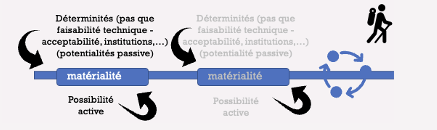 Déterminités (pas que
faisabilité technique -
acceptabilité, institutions,...)
(potentialités passive)
matérialité
Possibilité
active
Déterminités (pas que
faisabilité technique -
acceptabilité, institutions,...)
(potentialité passive)
matérialité
Possibilité
active